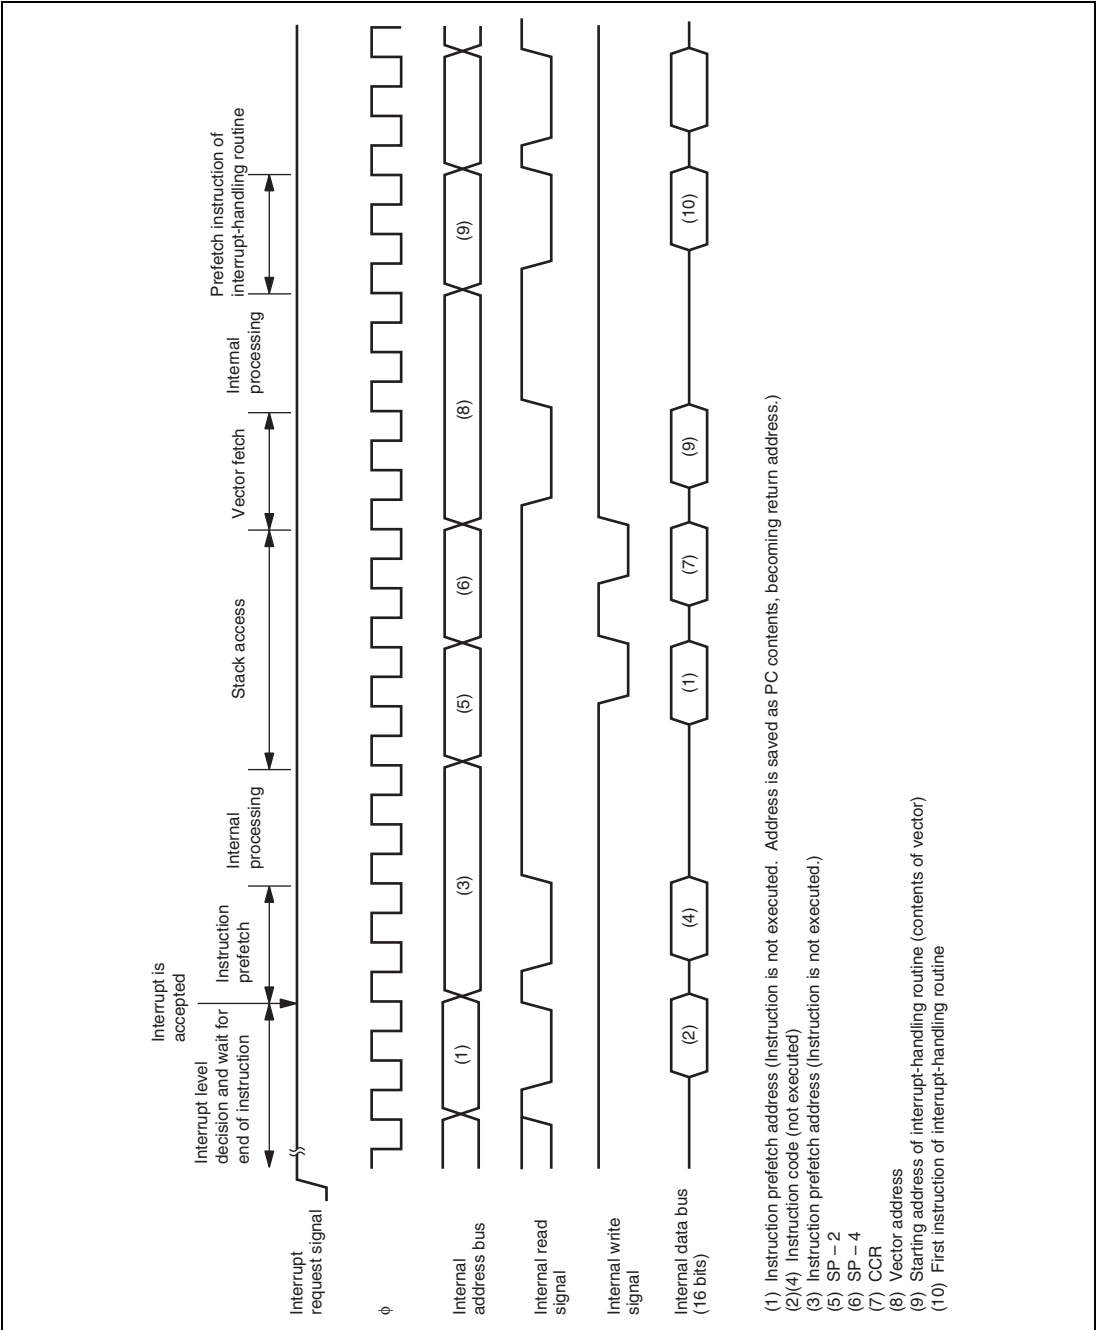 Interrupt is
accepted
Interrupt level
decision and wait for
end of instruction
Instruction
prefetch
Internal
processing
Stack access
Vector fetch
Internal
processing
Prefetch instruction of
interrupt-handling routine
Interrupt
request signal
φ
Internal
address bus
(1)
(3)
(5)
(6)
(8)
(9)
Internal read
signal
Internal write
signal
Internal data bus
(16 bits)
(2)
(4)
(1)
(7)
(9)
(10)
(1) Instruction prefetch address (Instruction is not executed. Address is saved as PC contents, becoming return address.)
(2)(4) Instruction code (not executed)
(3) Instruction prefetch address (Instruction is not executed.)
(5) SP – 2
(6) SP – 4
(7) CCR
(8) Vector address
(9) Starting address of interrupt-handling routine (contents of vector)
(10) First instruction of interrupt-handling routine